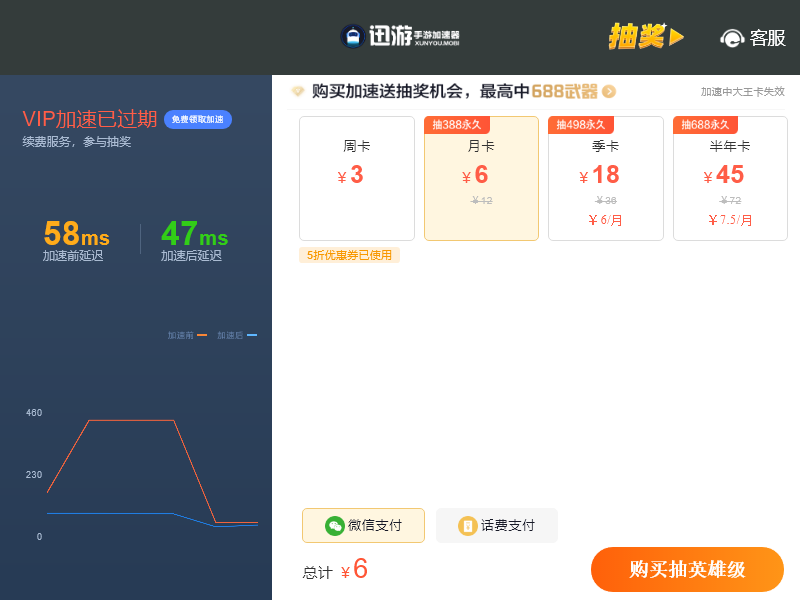 迅游手游加速器
XUNYOU.MOBI
抽奖
客服
VIP加速已过期
免费领取加速
续费服务，参与抽奖
58ms
加速前延迟
47ms
加速后延迟
加速前
加速后
460
230
0
购买加速送抽奖机会，最高中688武器
加速中大王卡失效
周卡
￥3
抽388永久
月卡
￥6
￥12
抽498永久
季卡
￥18
￥36
￥6/月
抽688永久
半年卡
￥45
￥72
￥7.5/月
5折优惠券已使用
微信支付
话费支付
总计 ￥6
购买抽英雄级